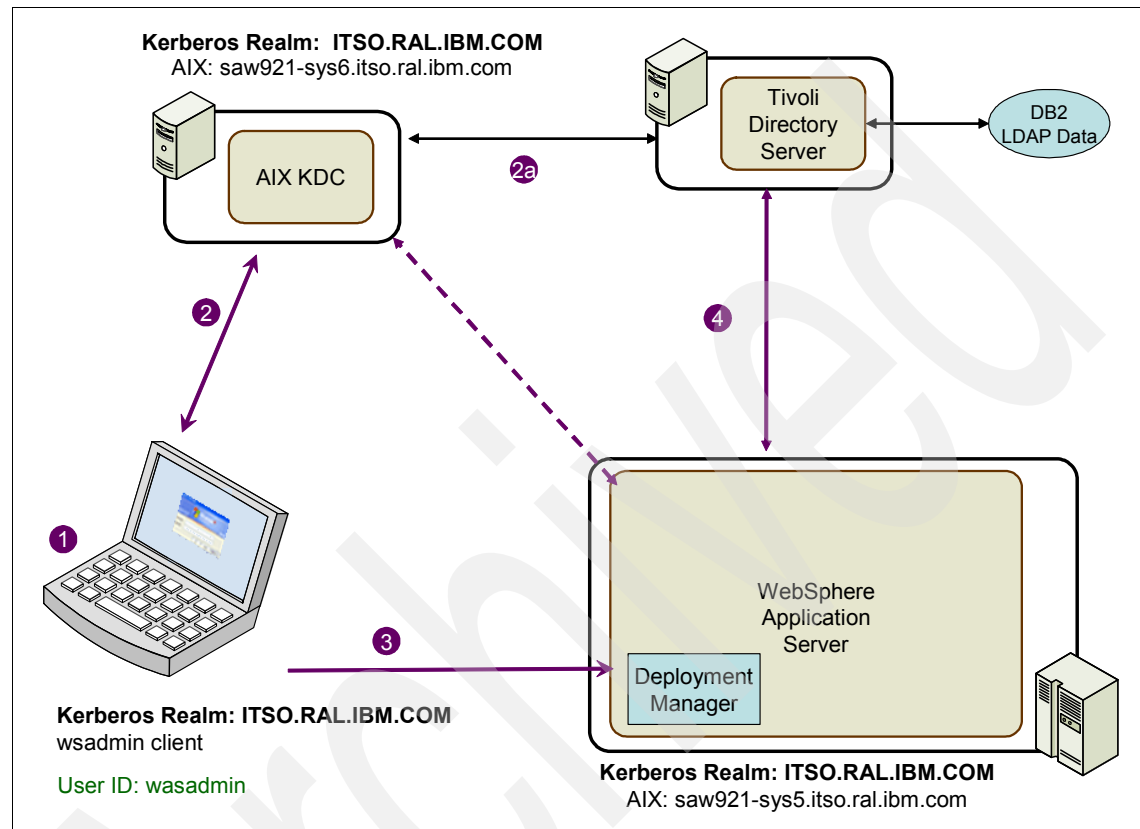 Kerberos Realm: ITSO.RAL.IBM.COM
AIX: saw921-sys6.itso.ral.ibm.com
AIX KDC
Tivoli
Directory
Server
DB2
LDAP Data
2a
2
4
1
3
WebSphere
Application
Server
Deployment
Manager
Kerberos Realm: ITSO.RAL.IBM.COM
wsadmin client
User ID: wasadmin
Kerberos Realm: ITSO.RAL.IBM.COM
AIX: saw921-sys5.itso.ral.ibm.com
Archived